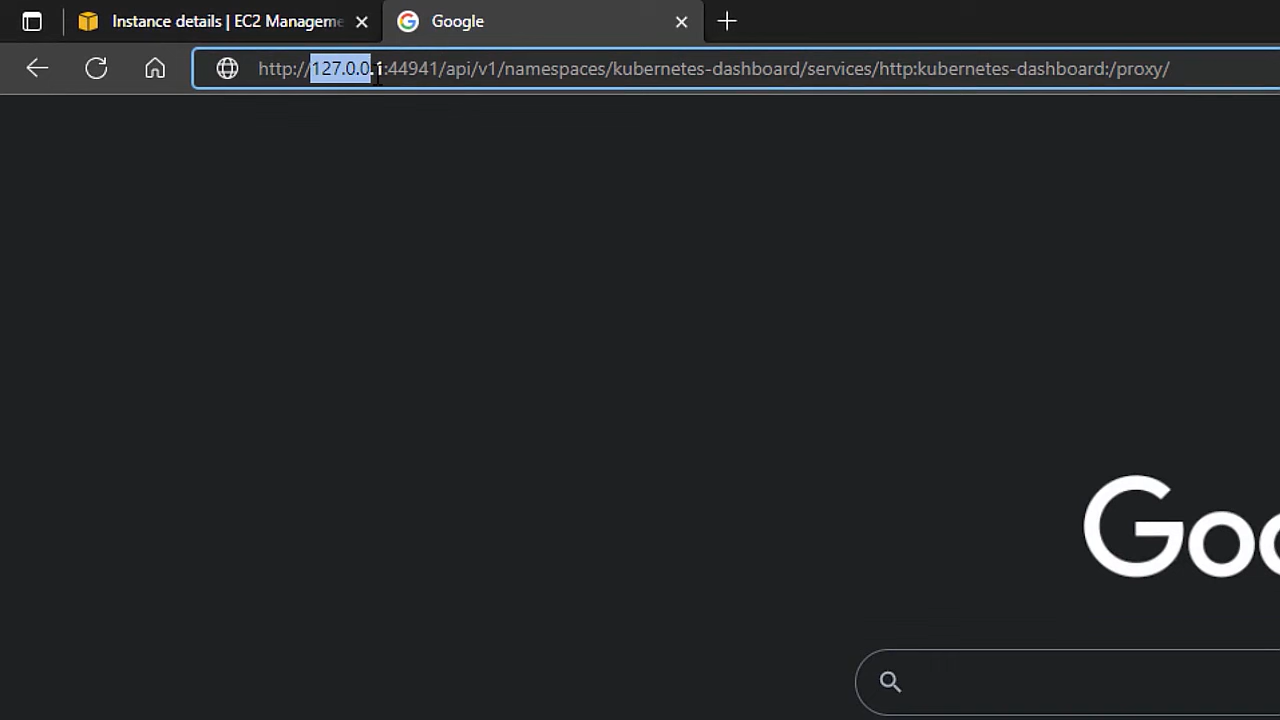 Instance details | EC2 Manageme
Google
http://127.0.0.1:44941/api/v1/namespaces/kubernetes-dashboard/services/http:kubernetes-dashboard:/proxy/
Goo